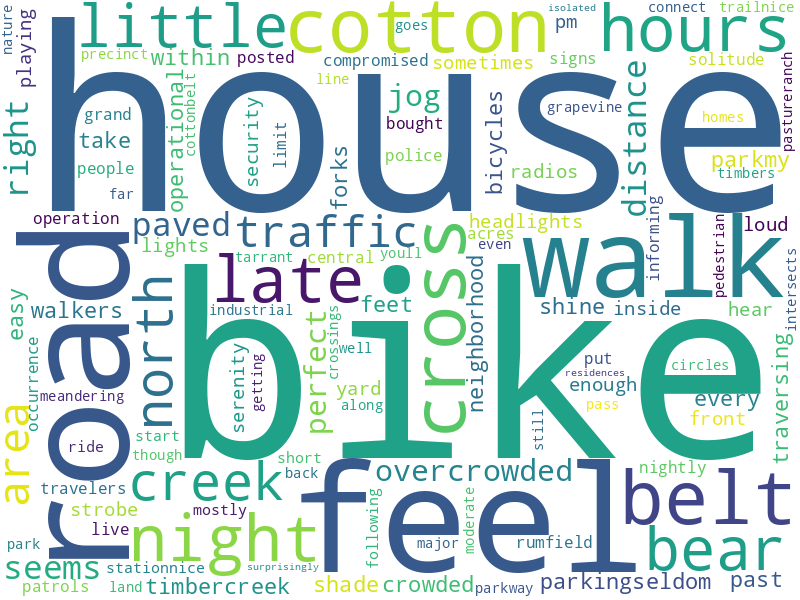 nature
playing
little
cotton
goes
isolated
connect
trailnice
hours
pm
precinct
within
posted
compromised
sometimes
signs
solitude
house
line
right
grand
take
people
far
operational
cottonbelt
security
limit
forks
jog
bought
police
bicycles
radios
grapevine
distance
homes
parkmy
timbers
pastureranch
operation
paved
lights
traffic
tarrant
central
youll
headlights
acres
even
walk
informing
pedestrian
loud
intersects
road
late
cross
bike
north
walkers
easy
occurrence
meandering
industrial
serenity
getting
perfect
crossings
feet
well
yard
along
neighborhood
shine
inside
hear
put
residences
enough
circles
every
pass
front
traversing
area
ride
start
though
short
back
still
creek
travelers
strobe
live
mostly
night
feel
overcrowded
following
moderate
major
rumfield
nightly
belt
bear
park
seems
patrols
land
stationnice
surprisingly
timbercreek
shade
crowded
parkway
parkingseldom
past